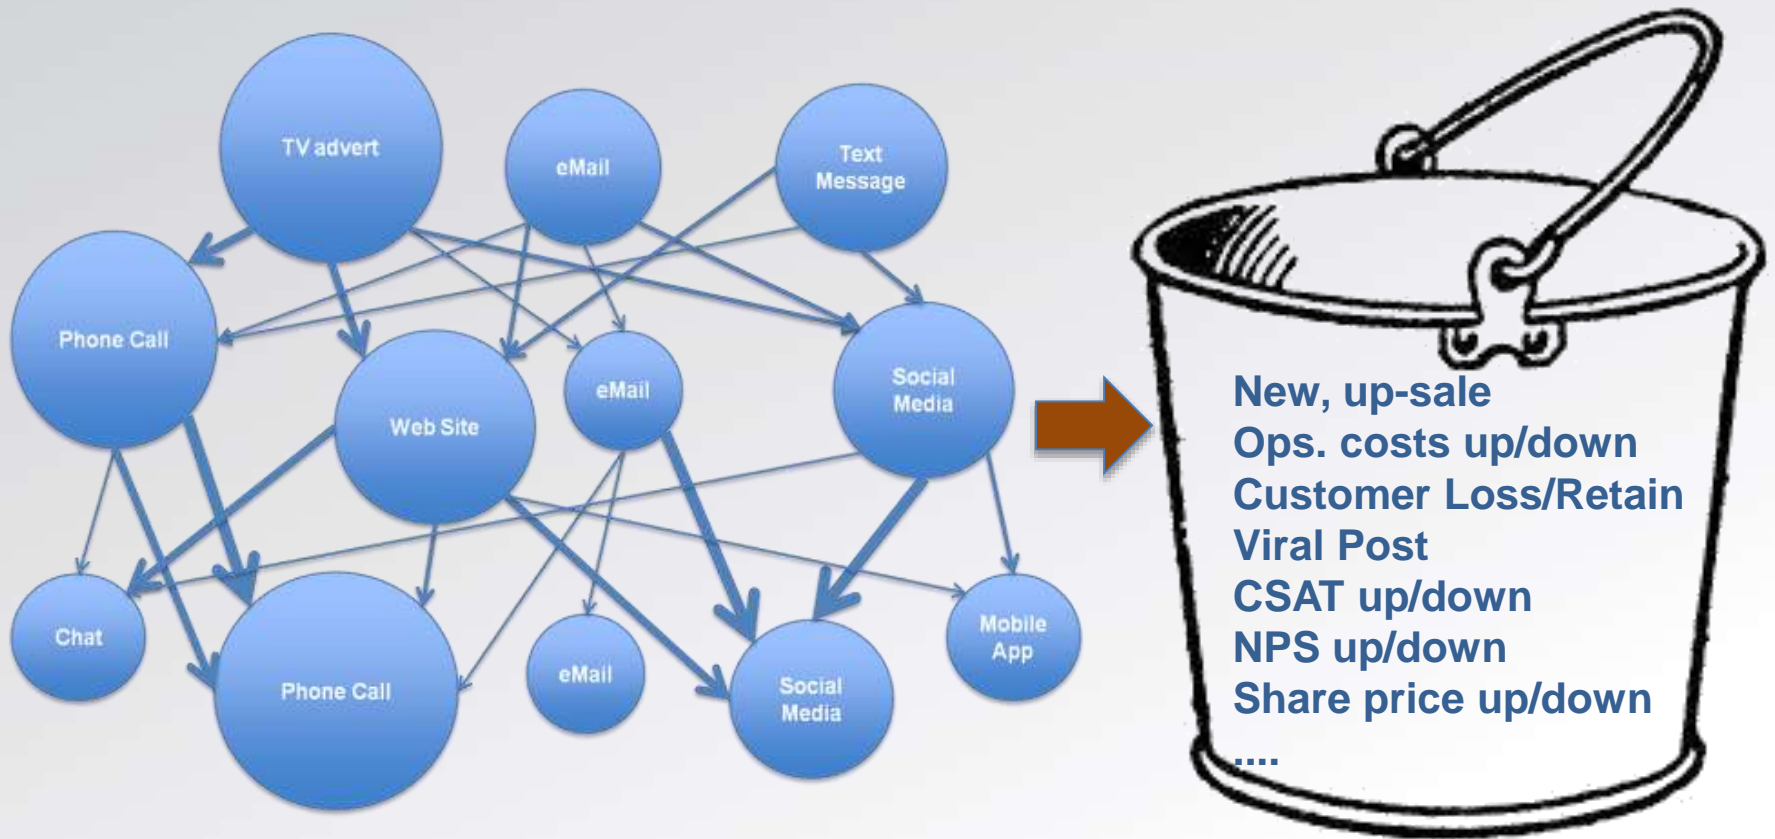 TV advert
eMail
Text
Message
Phone Call
Web Site
eMail
Social
Media
Chat
Phone Call
eMail
Social
Media
Mobile
App
New, up-sale
Ops. costs up/down
Customer Loss/Retain
Viral Post
CSAT up/down
NPS up/down
Share price up/down
....